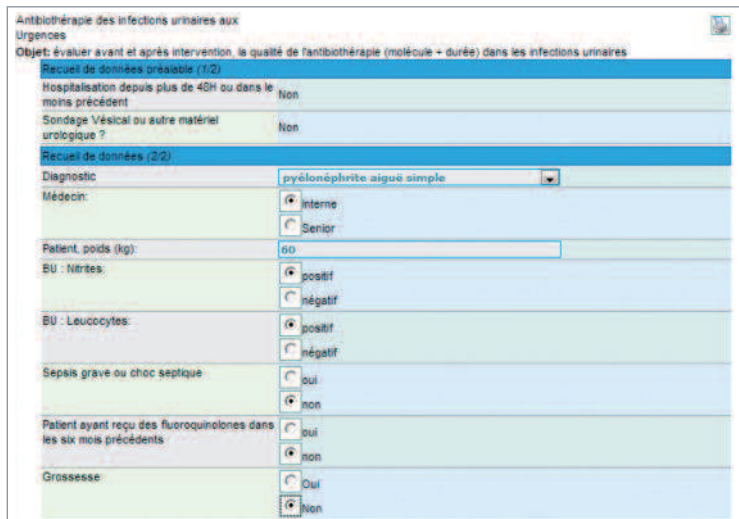 Antibiothérapie des infections urinaires aux
Urgences
Objet: évaluer avant et après intervention, la qualité de l'antibiothérapie (molécule + durée) dans les infections urinaires
Recueil de données préalable (1/2)
Hospitalisation depuis plus de 48H ou dans le
moins précédent
Non
Sondage Vésical ou autre matériel
urologique ?
Non
Recueil de données (2/2)
Diagnostic
pyélonéphrite aiguë simple
Médecin:
Interne
Senior
Patient, poids (kg):
60
BU : Nitrites:
positif
négatif
BU : Leucocytes:
positif
négatif
Sepsis grave ou choc septique
oui
non
Patient ayant reçu des fluoroquinolones dans
les six mois précédents
oui
non
Grossesse
Oui
Non